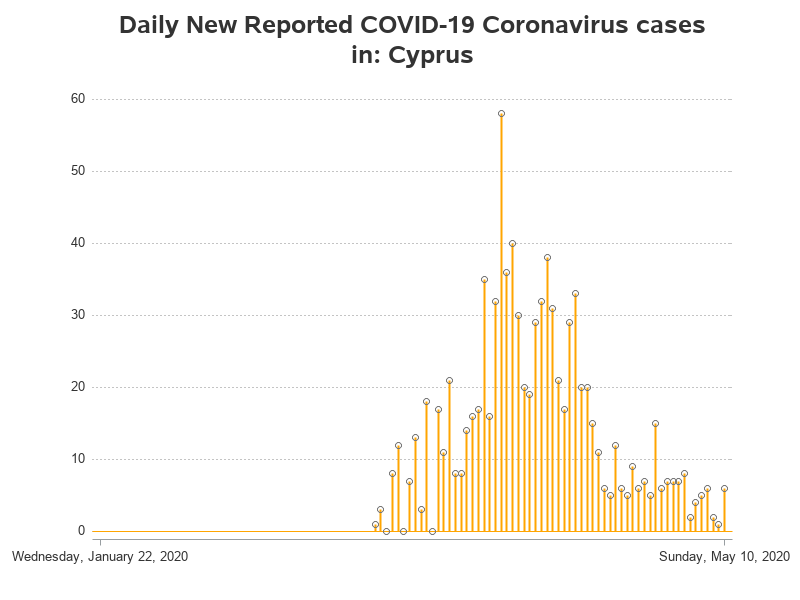 Daily New Reported COVID-19 Coronavirus cases
in: Cyprus
60
50
40
30
20
10
0
Wednesday, January 22, 2020
Sunday, May 10, 2020